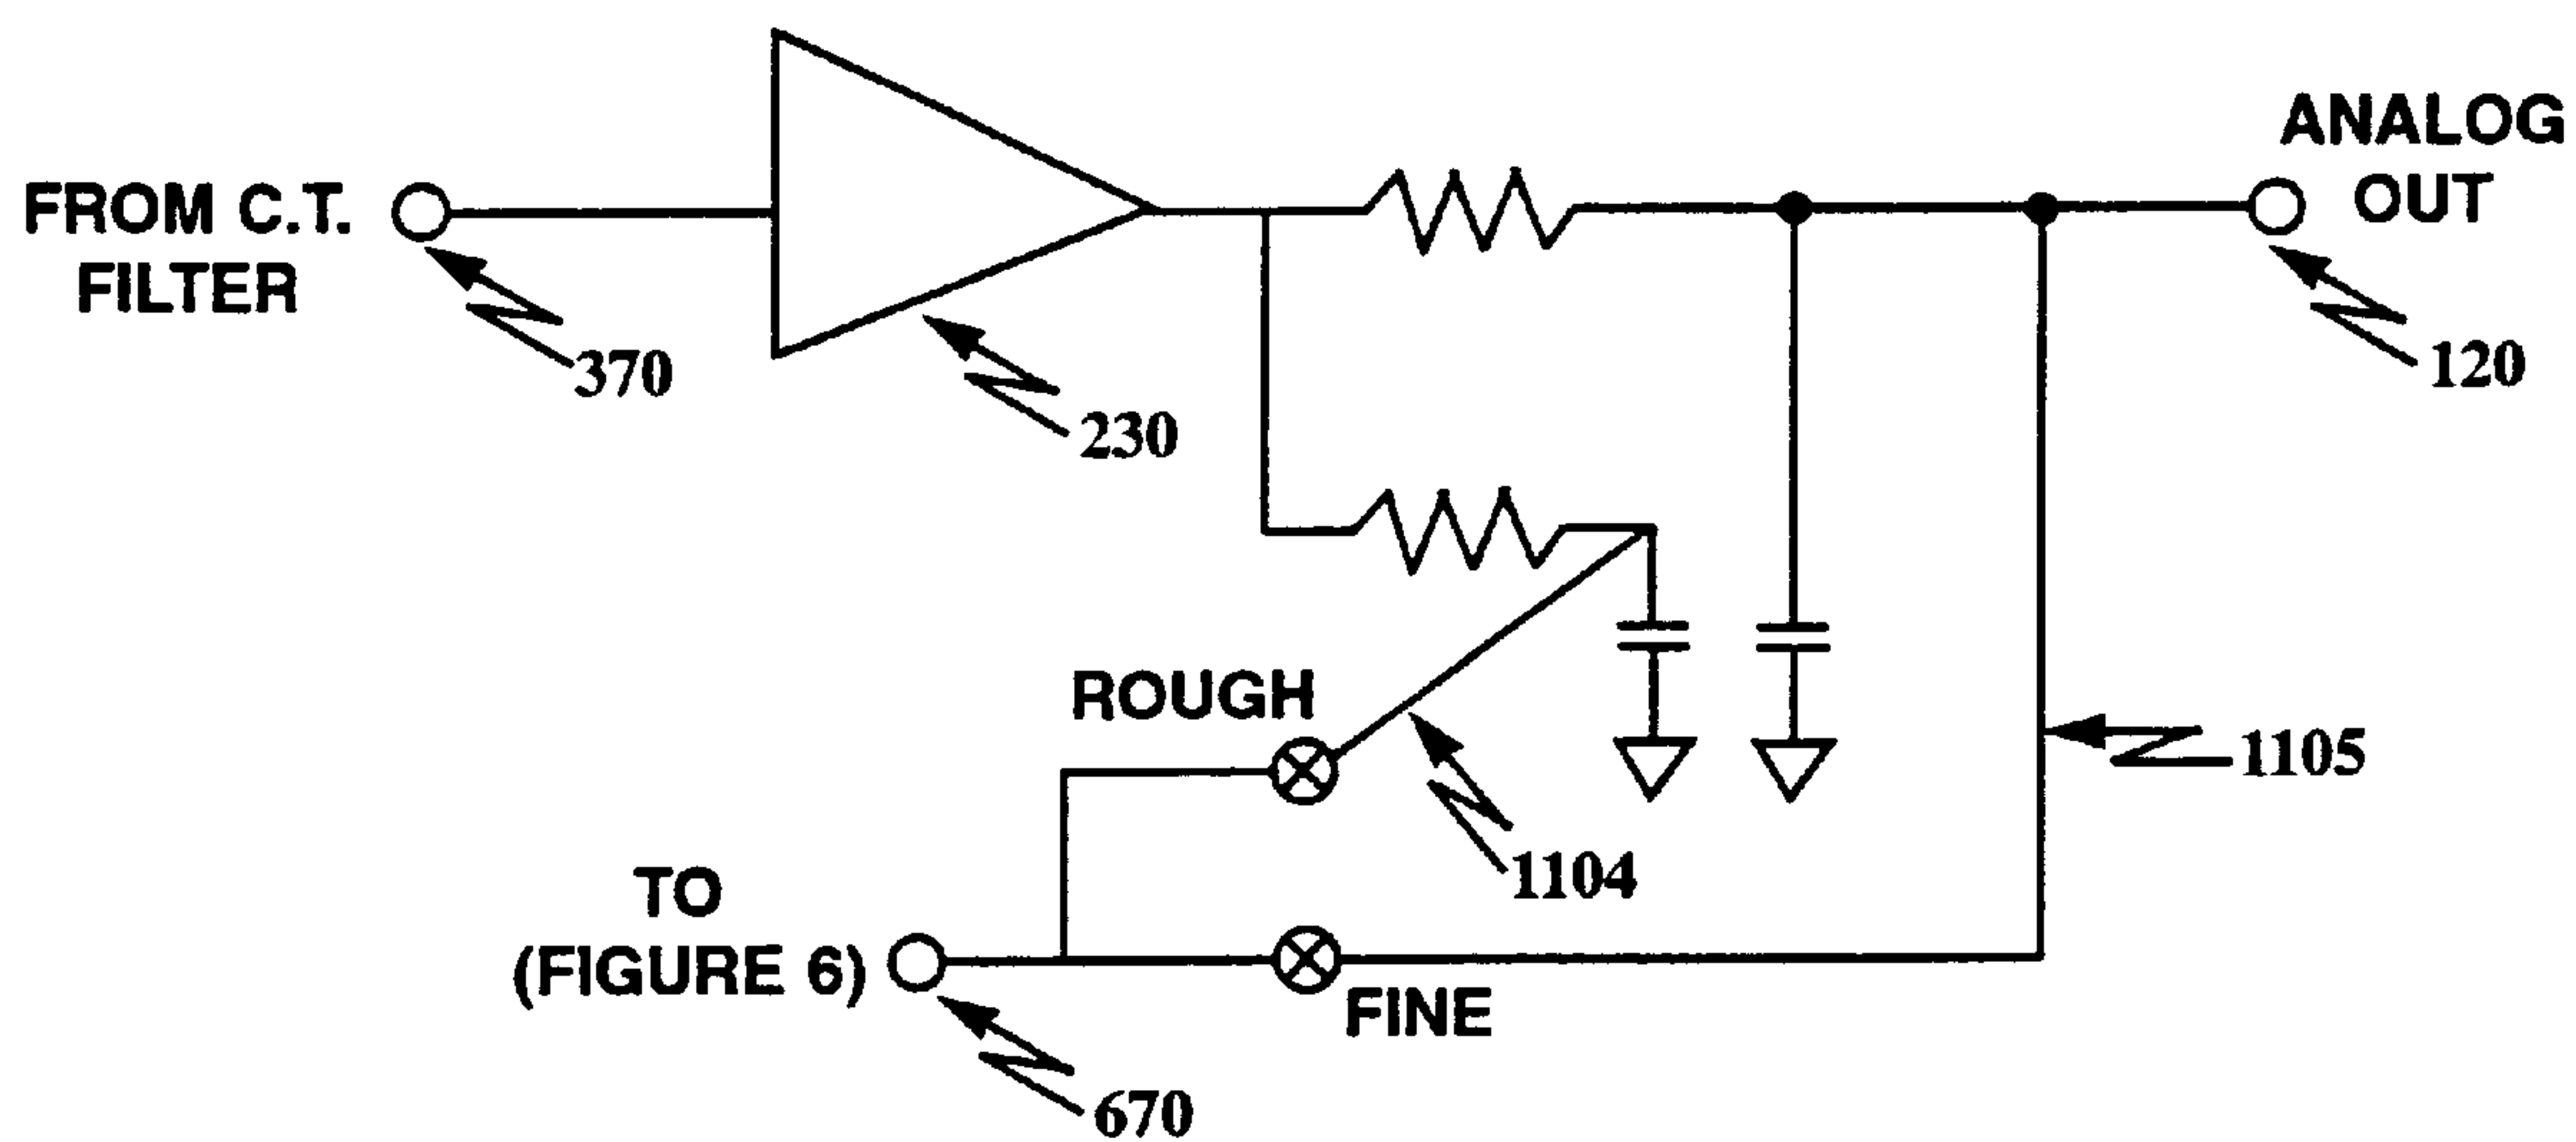 ANALOG
OUT
FROM C.T.
FILTER
370
230
120
ROUGH
1105
1104
TO
(FIGURE 6)
FINE
670